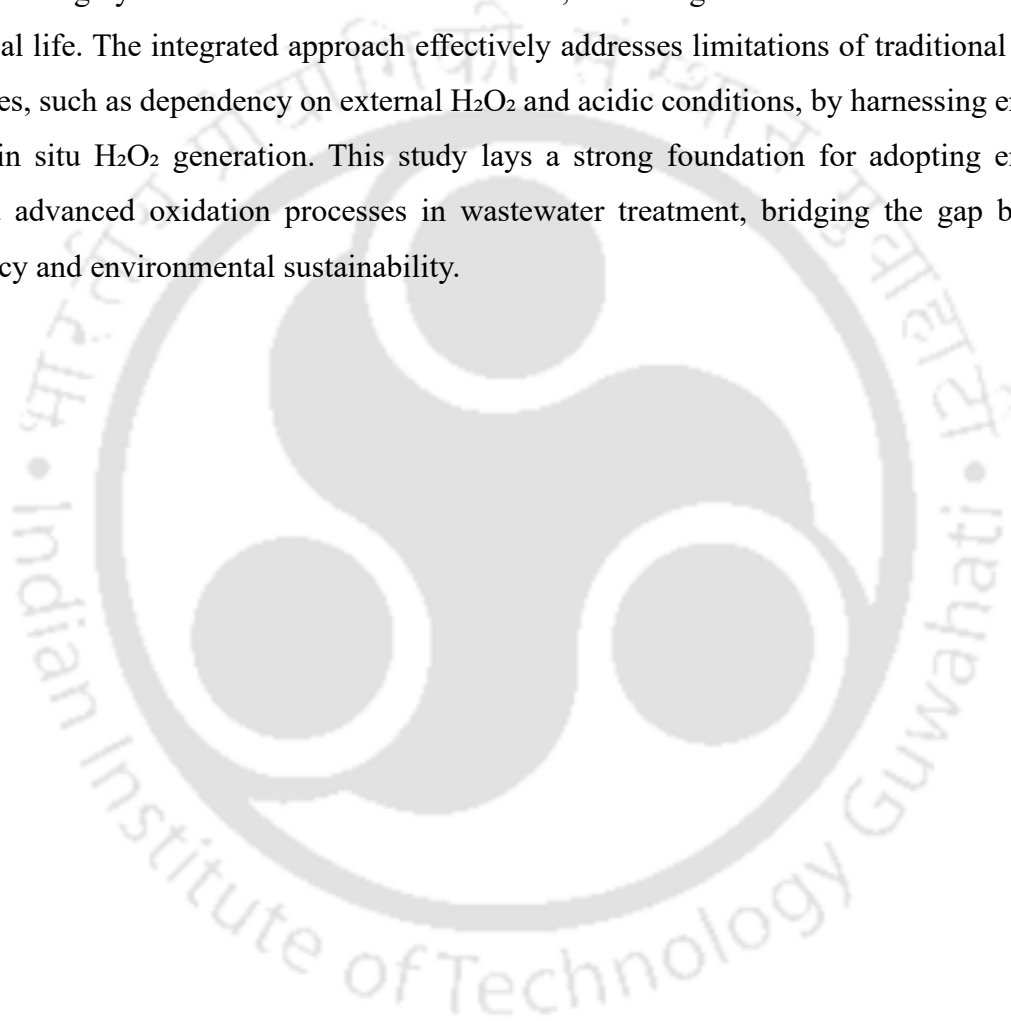 al life. The integrated approach effectively addresses limitations of traditional
es, such as dependency on external H₂O₂ and acidic conditions, by harnessing
in situ H₂O₂ generation. This study lays a strong foundation for adopting
advanced oxidation processes in wastewater treatment, bridging the gap
cy and environmental sustainability.
Indian Institute of Technology Guwahati